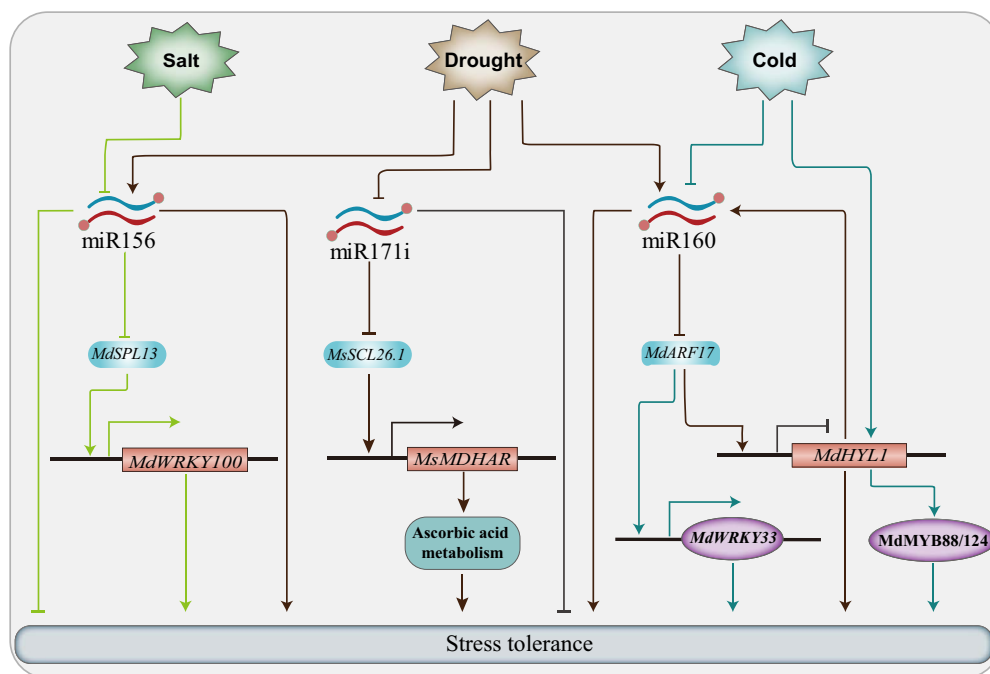 Salt
Drought
Cold
miR156
miR171i
miR160
MdSPL13
MsSCL26.1
MdARF17
MdWRKY100
MsMDHAR
MdHYL1
Ascorbic acid
metabolism
MdWRKY33
MdMYB88/124
Stress tolerance